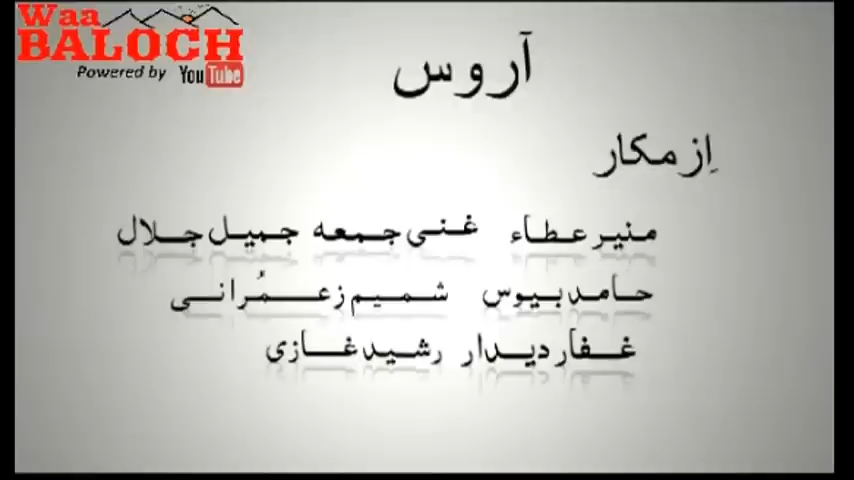 Waa
BALOCH
Powered by YouTube
آروس
اِزمکار
منیر عطاء غنی جمعه جمیل جلال
حامد بیوس شمیم زعمُرانی
غفار دیدار رشید غازی